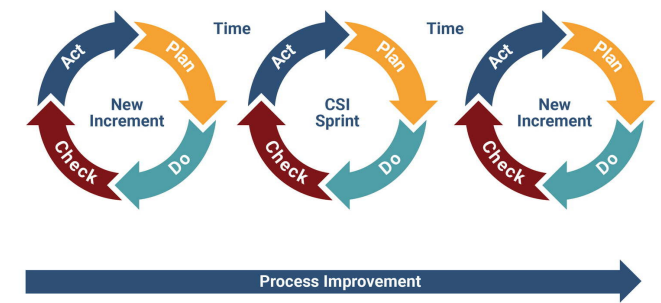 Time
Time
Act
Plan
New
Increment
Check
Do
Act
Plan
CSI
Sprint
Check
Do
Act
Plan
New
Increment
Check
Do
Process Improvement